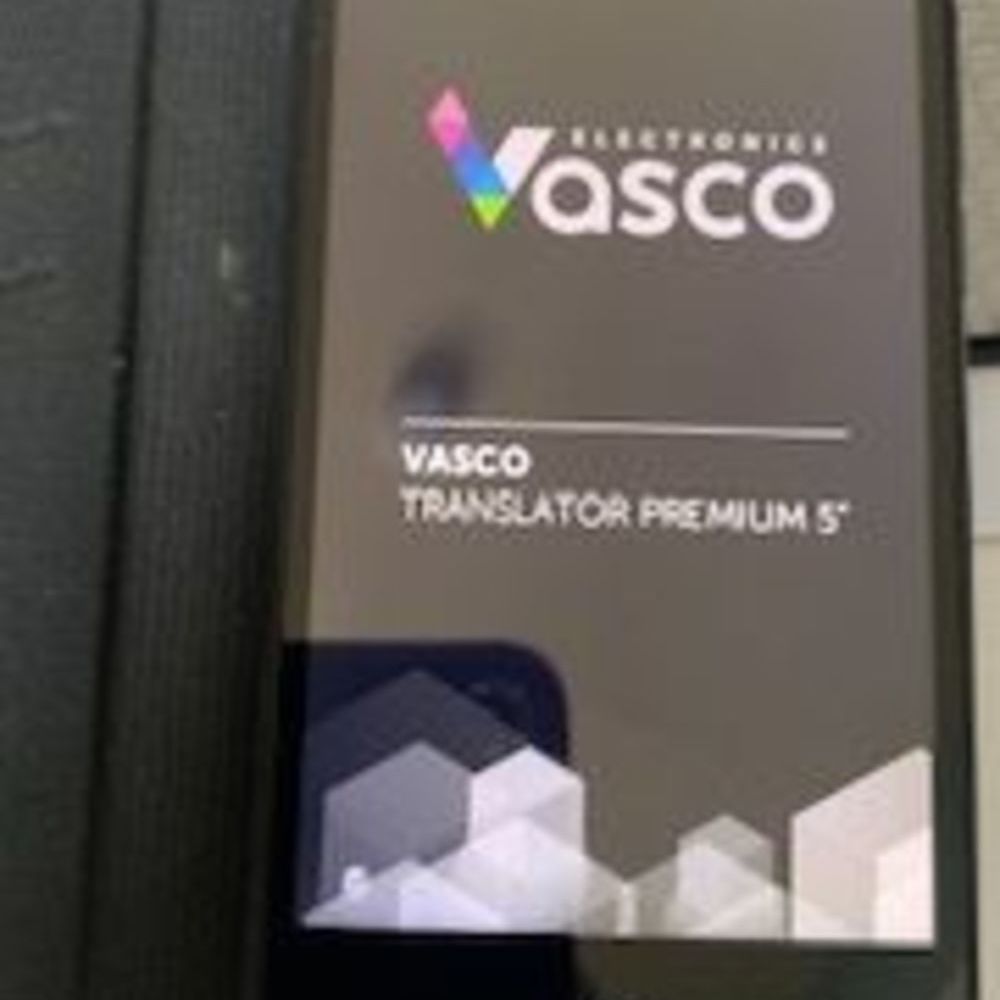 ELECTRONICS
Vasco
VASCO
TRANSLATOR PREMIUM 5"